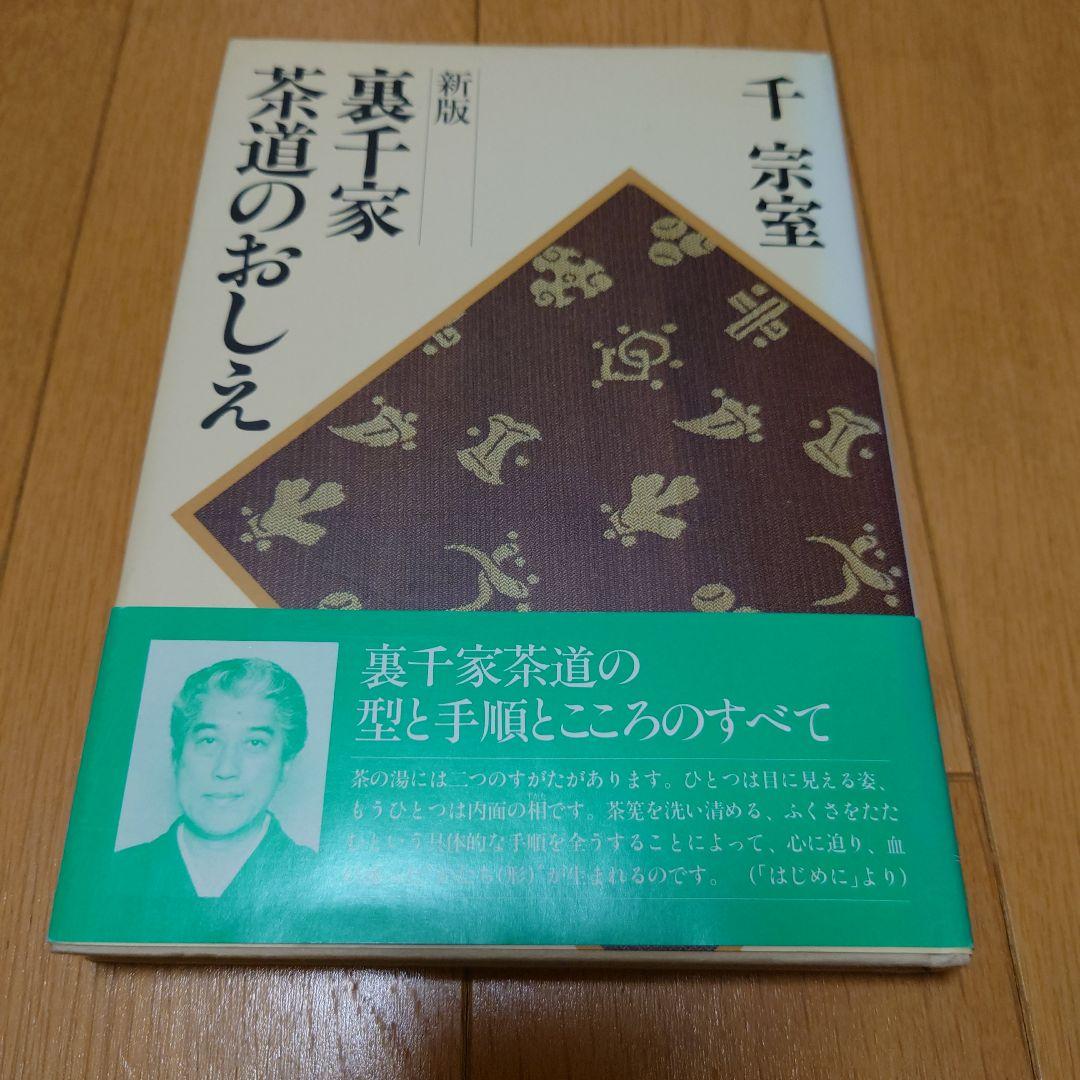 千 宗室
新版
裏千家
茶道のおしえ
裏千家茶道の
型と手順とこころのすべて
茶の湯には二つのすがたがあります。ひとつは目に見える姿、
もうひとつは内面の相です。茶筅を洗い清める、ふくさをたた
むという具体的な手順を全うすることによって、心に迫り、血
(形)"が生まれるのです。 (「はじめに」より)